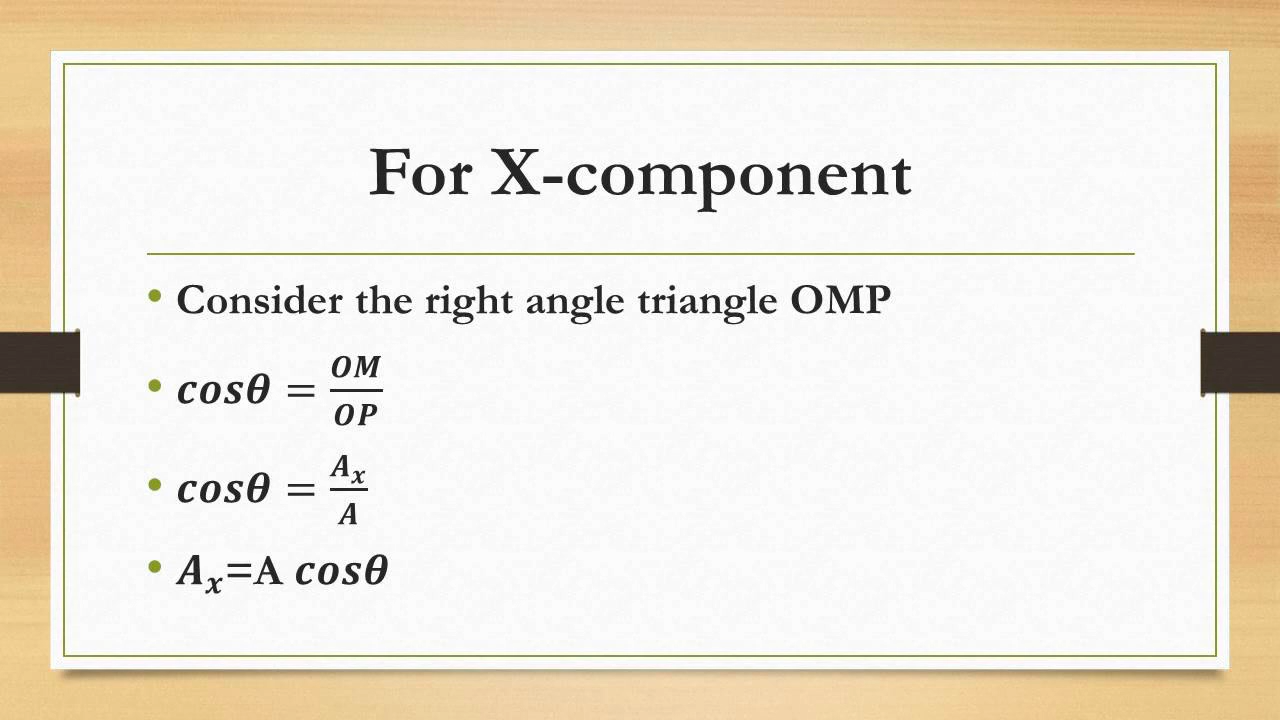 For X-component
• Consider the right angle triangle OMP
• cosθ = OM/OP
• cosθ = Aₓ/A
• Aₓ=A cosθ